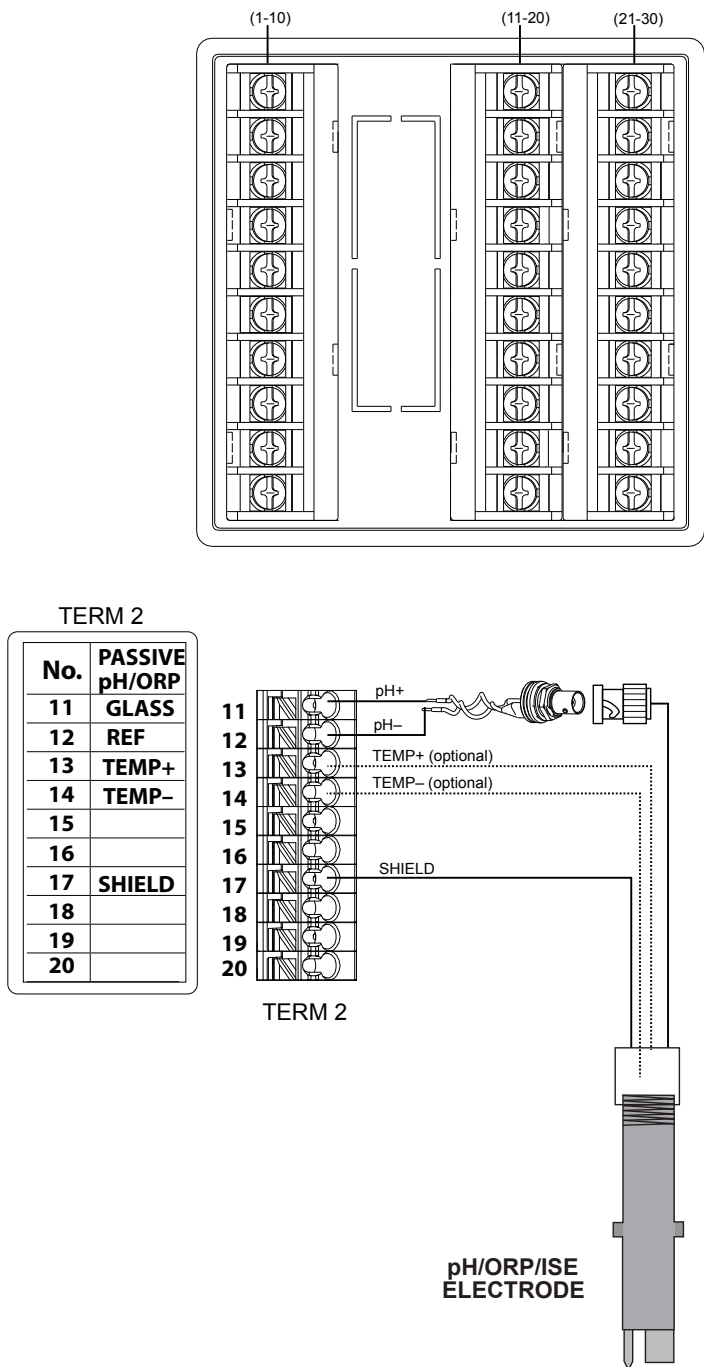 (1-10) (11-20) (21-30)
TERM 2
No. PASSIVE
pH/ORP
11 GLASS
12 REF
13 TEMP+
14 TEMP–
15
16
17 SHIELD
18
19
20
11 pH+
12 pH–
13 TEMP+ (optional)
14 TEMP– (optional)
15
16
17 SHIELD
18
19
20
TERM 2
pH/ORP/ISE
ELECTRODE